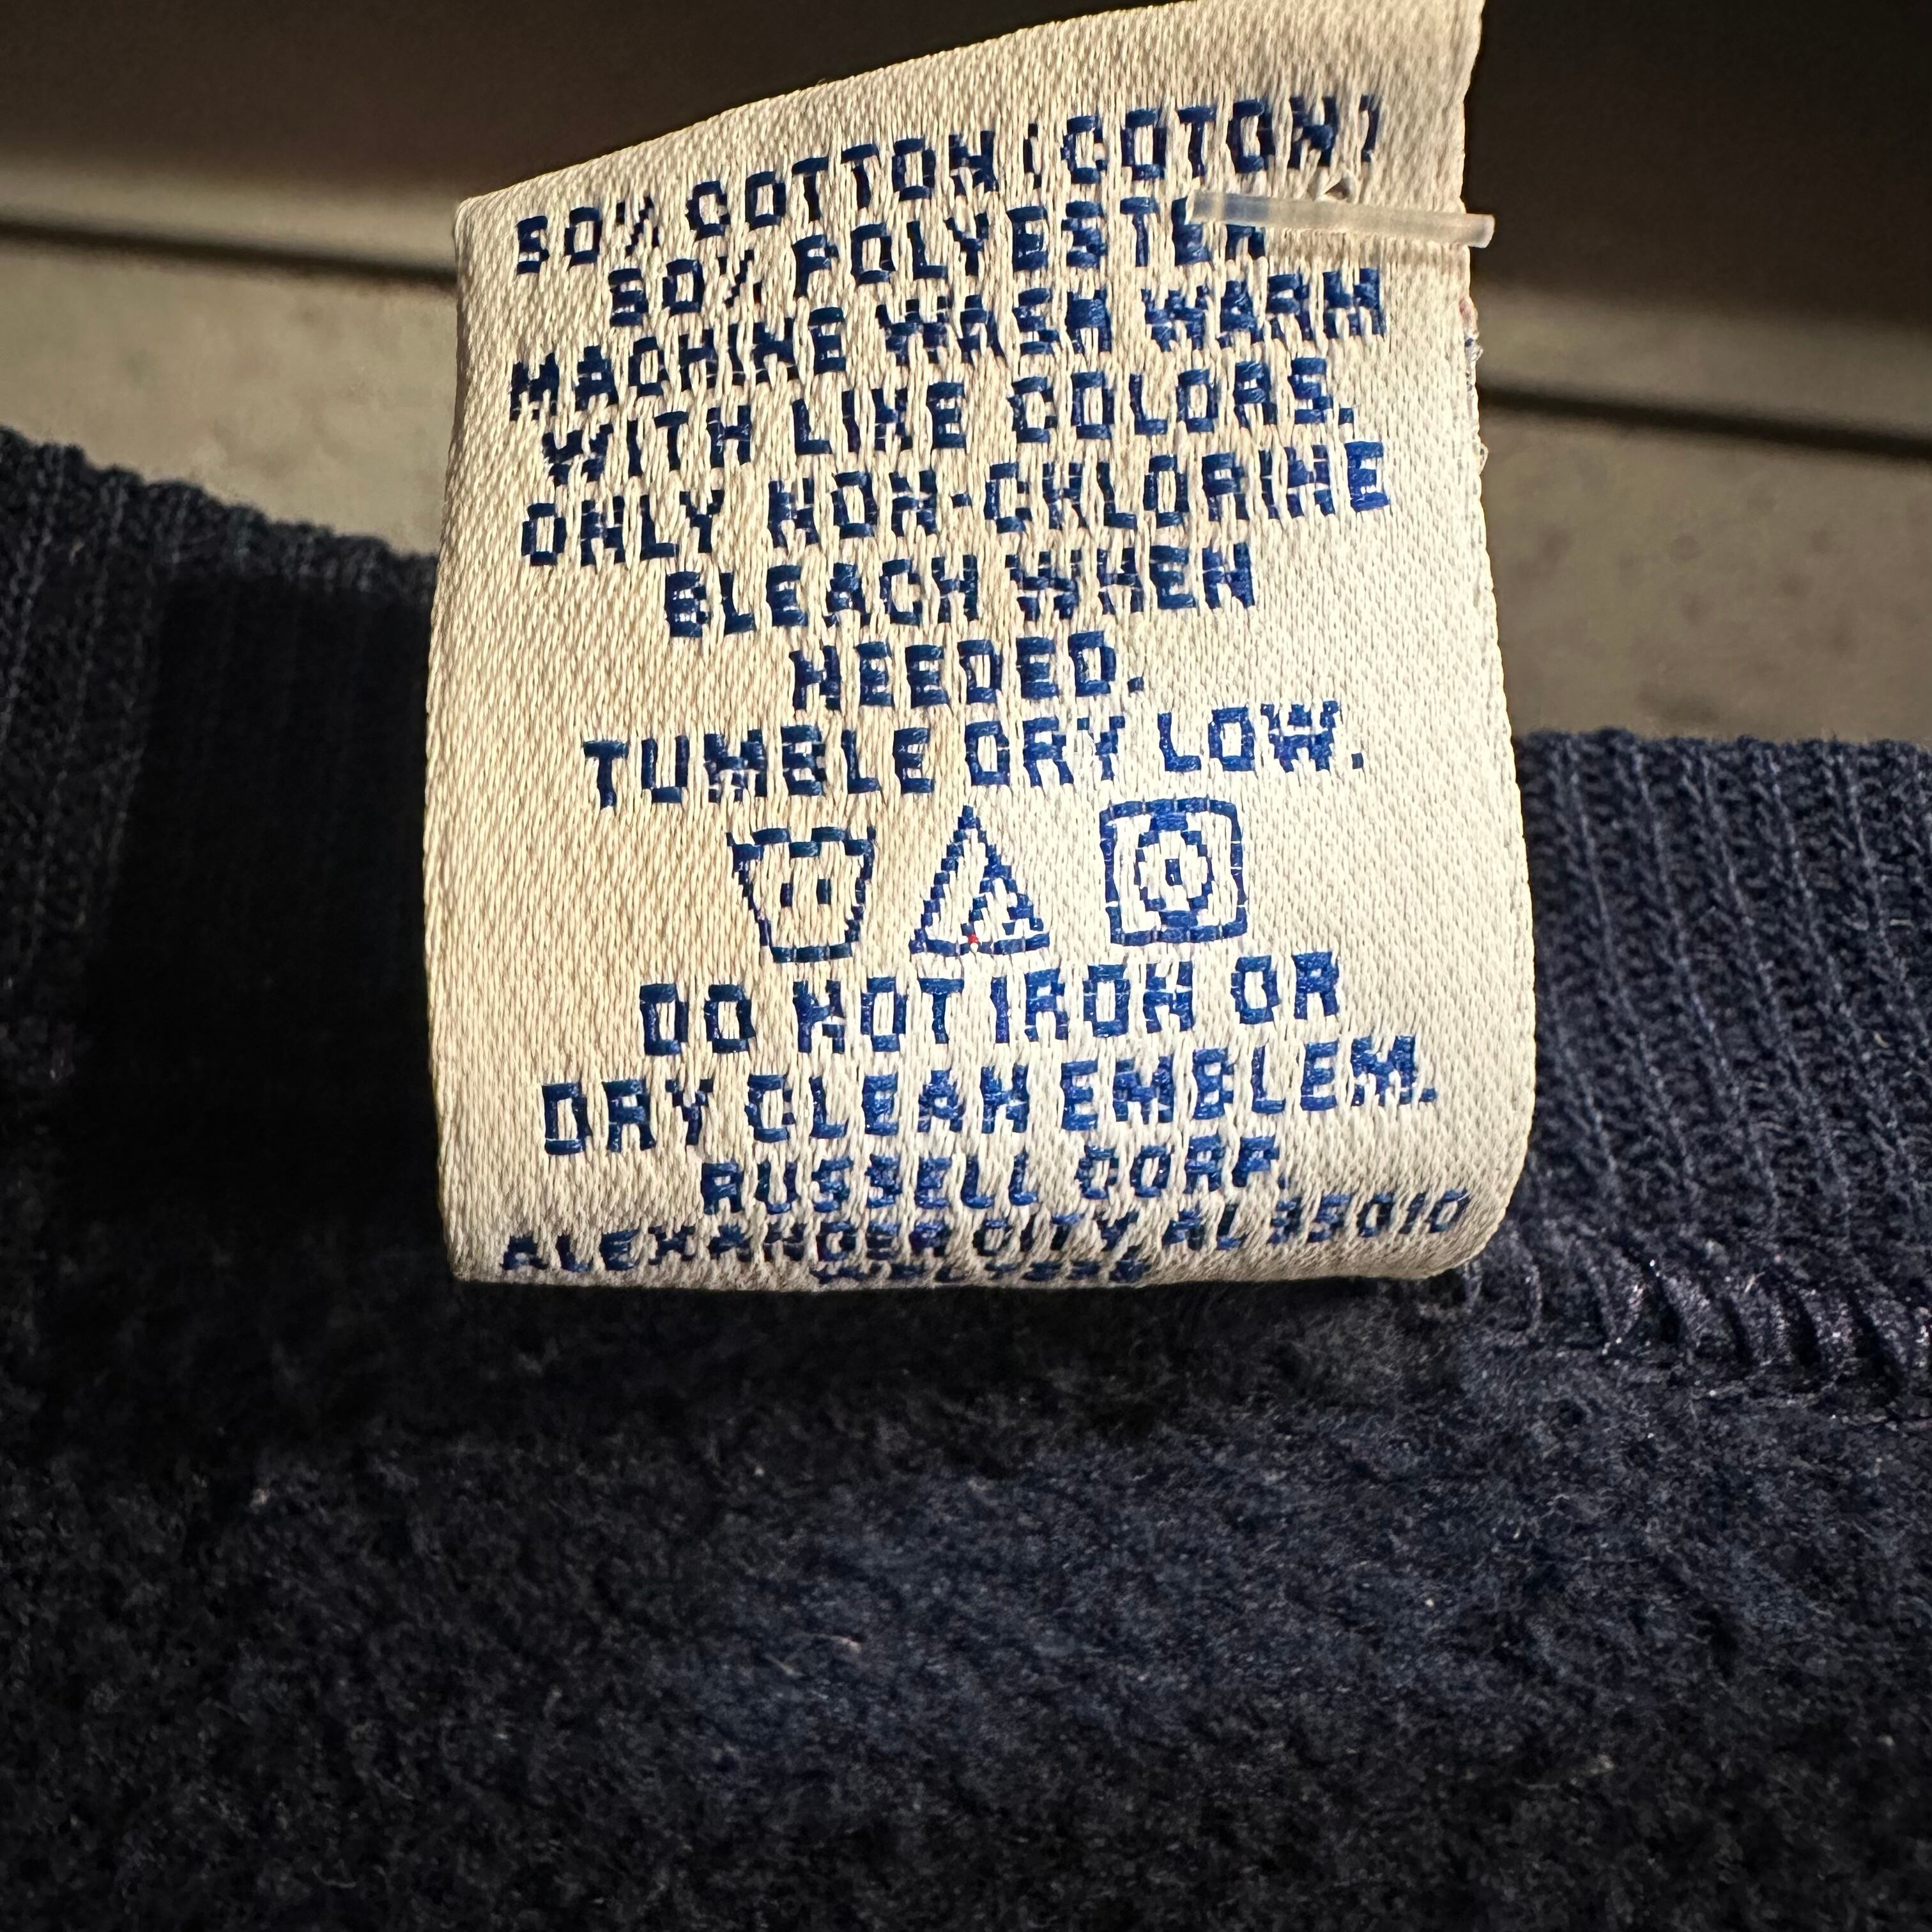 50% COTTON (COTON)
50% POLYESTER
MACHINE WASH WARM
WITH LIKE COLORS.
ONLY NON-CHLORINE
BLEACH WHEN
NEEDED.
TUMBLE DRY LOW.
DO NOT IRON OR
DRY CLEAN EMBLEM.
RUSSELL CORP.
ALEXANDER CITY, AL 35010